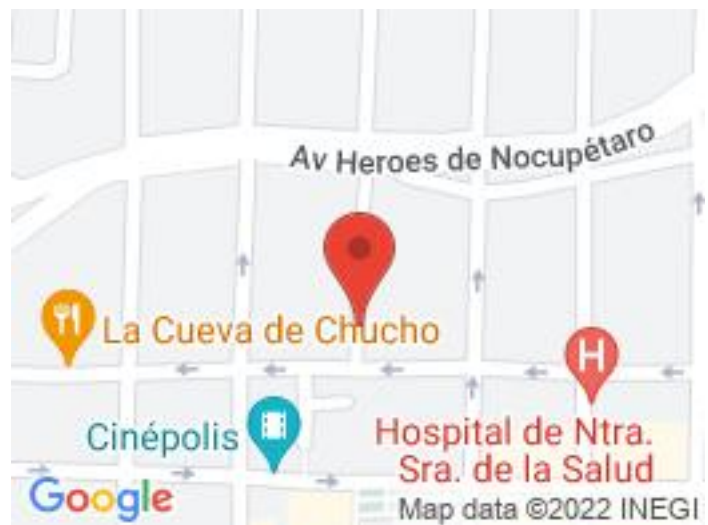 Av Heroes de Nocupétaro
La Cueva de Chucho
H
Cinépolis
Hospital de Ntra.
Sra. de la Salud
Google
Map data ©2022 INEGI